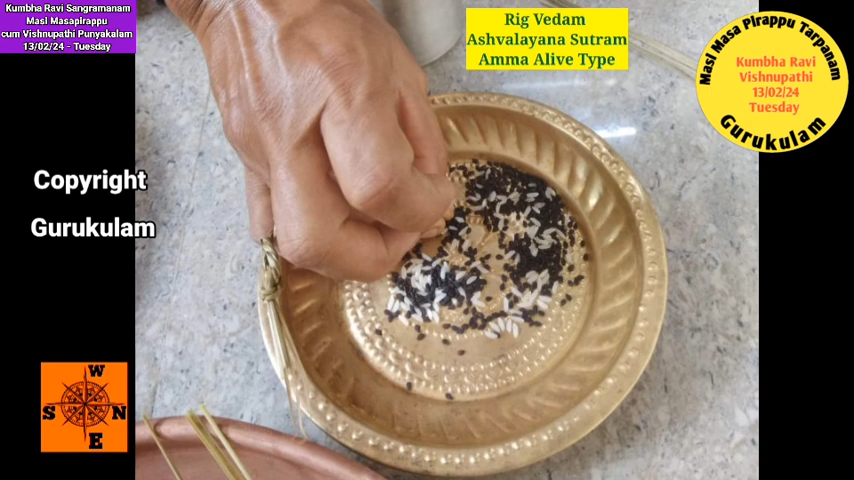 Kumbha Ravi Sangramanam
Masi Masapirappu
cum Vishnupathi Punyakalam
13/02/24 - Tuesday
Rig Vedam
Ashvalayana Sutram
Amma Alive Type
Masi Masa Pirappu Tarpanam
Kumbha Ravi
Vishnupathi
13/02/24
Tuesday
Gurukulam
Copyright
Gurukulam
W
S N
E